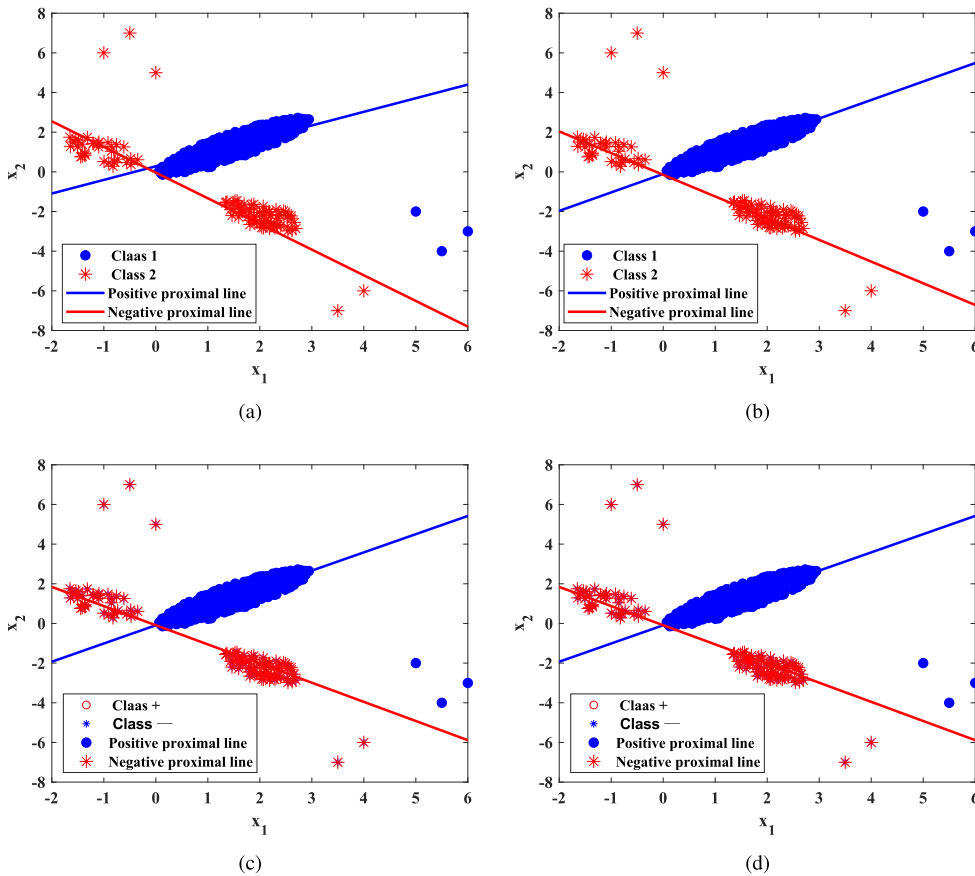 8
6
4
2
0
-2
-4
-6
-8
x2
-2 -1 0 1 2 3 4 5 6
x1
Claas 1
Class 2
Positive proximal line
Negative proximal line
(a)
8
6
4
2
0
-2
-4
-6
-8
x2
-2 -1 0 1 2 3 4 5 6
x1
Claas 1
Class 2
Positive proximal line
Negative proximal line
(b)
8
6
4
2
0
-2
-4
-6
-8
x2
-2 -1 0 1 2 3 4 5 6
x1
Claas +
Class —
Positive proximal line
Negative proximal line
(c)
8
6
4
2
0
-2
-4
-6
-8
x2
-2 -1 0 1 2 3 4 5 6
x1
Claas +
Class —
Positive proximal line
Negative proximal line
(d)